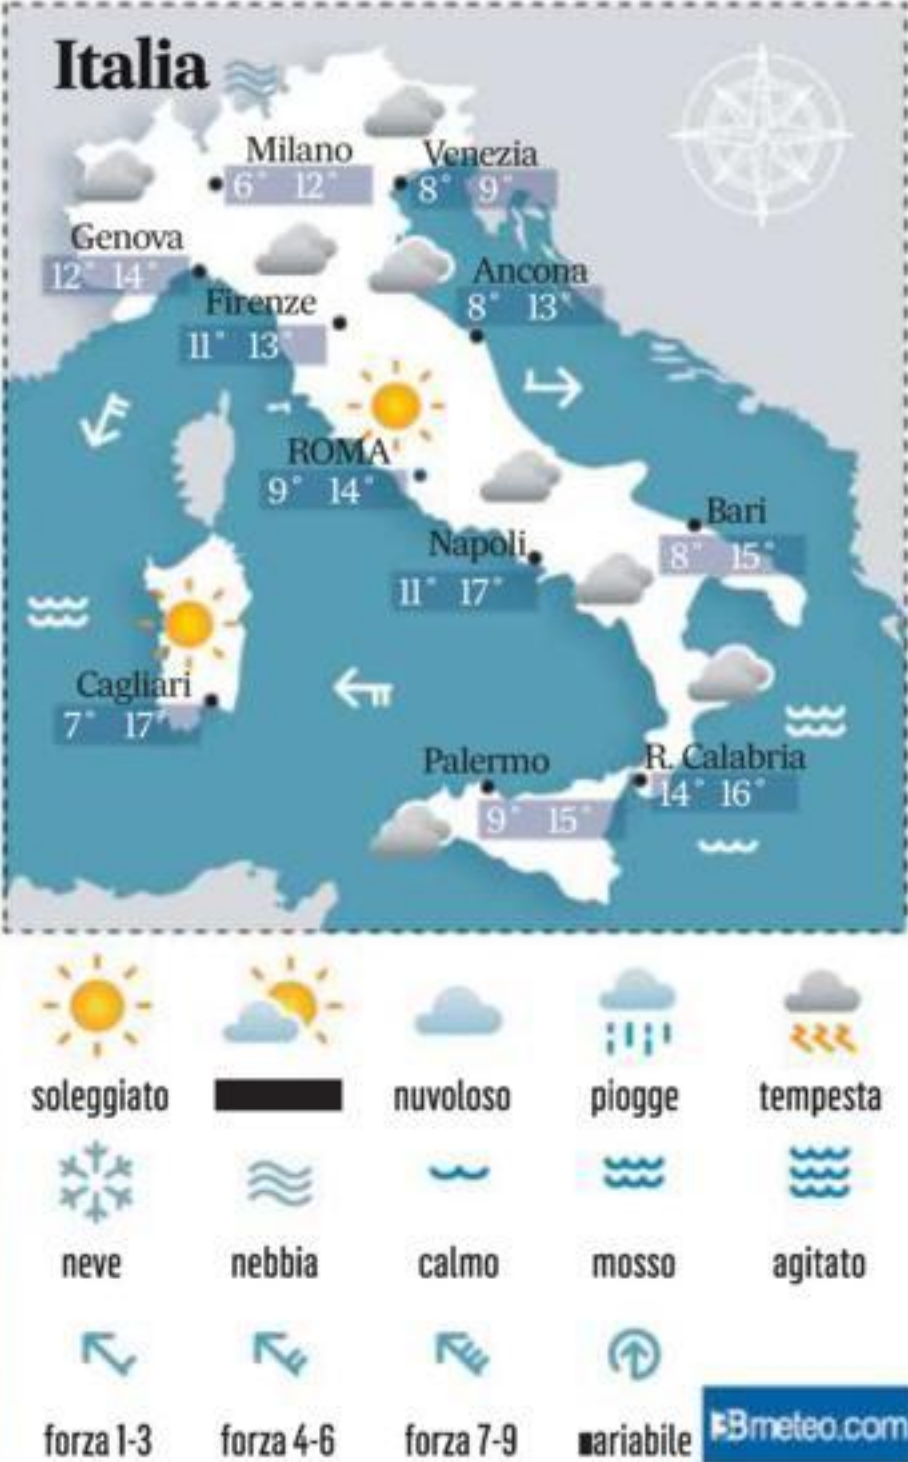 Italia
Milano
6° 12°
Venezia
8° 9°
Genova
12° 14°
Ancona
8° 13°
Firenze
11° 13°
ROMA
9° 14°
Bari
8° 15°
Napoli
11° 17°
Cagliari
7° 17°
Palermo
9° 15°
R. Calabria
14° 16°
soleggiato
nuvoloso
piogge
tempesta
neve
nebbia
calmo
mosso
agitato
forza 1-3
forza 4-6
forza 7-9
ariabile
3Bmeteo.com